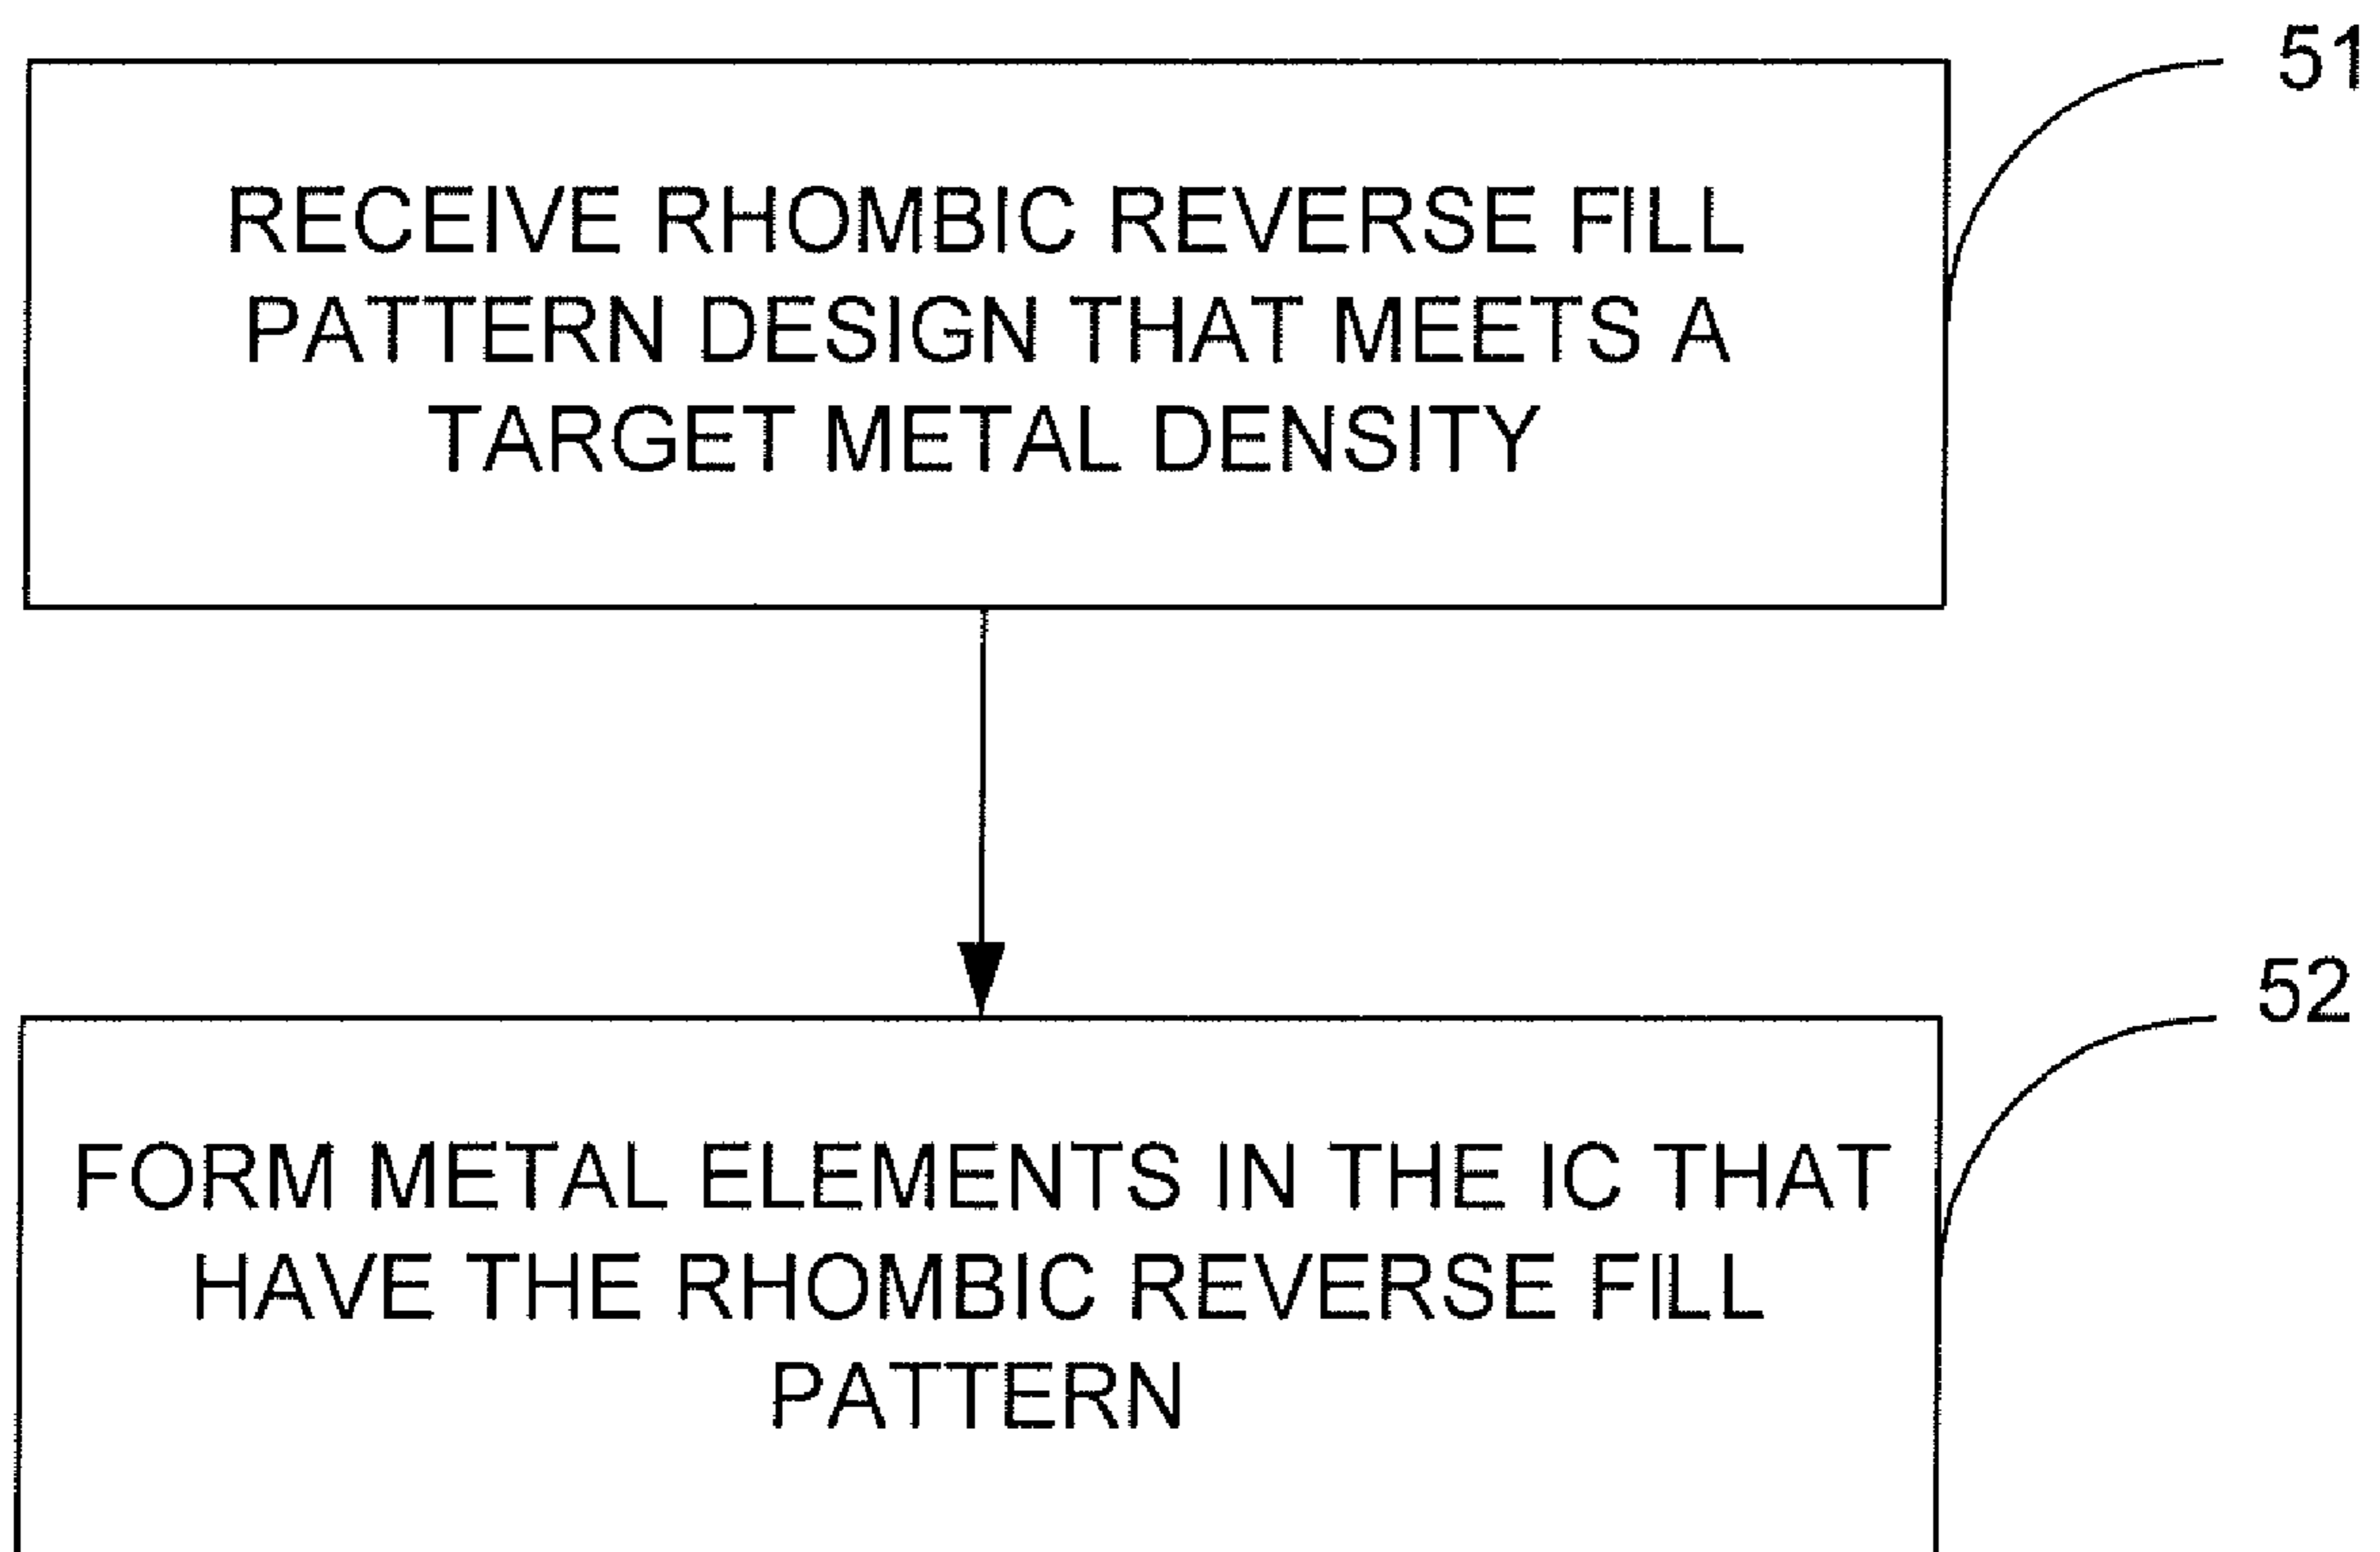 51
RECEIVE RHOMBIC REVERSE FILL
PATTERN DESIGN THAT MEETS A
TARGET METAL DENSITY
52
FORM METAL ELEMENTS IN THE IC THAT
HAVE THE RHOMBIC REVERSE FILL
PATTERN